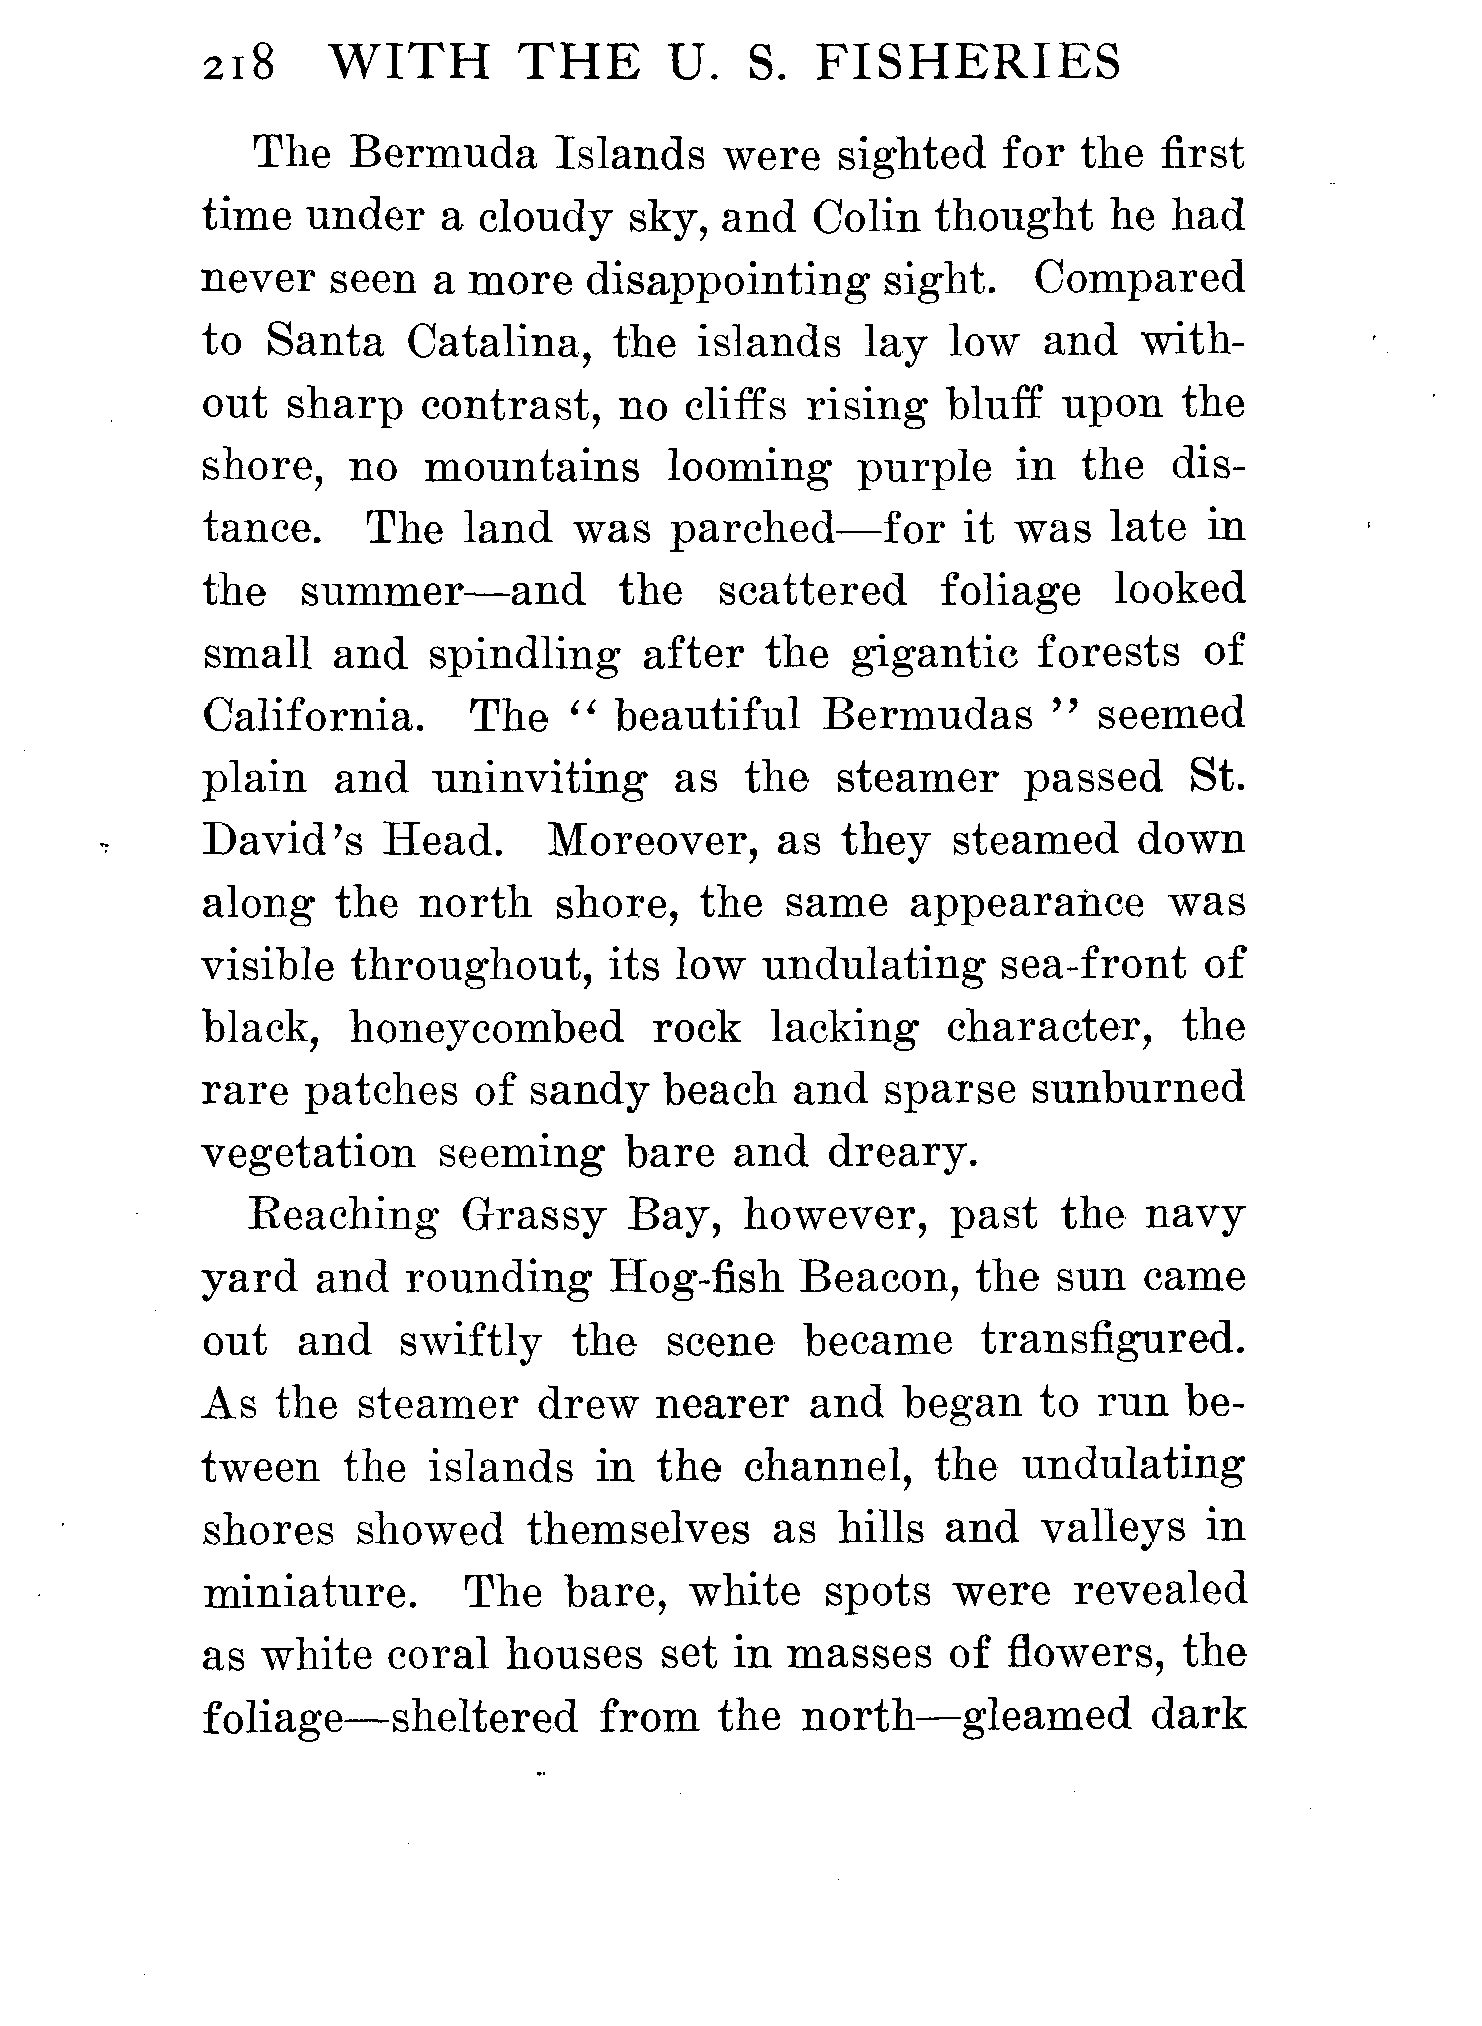 218 WITH THE U. S. FISHERIES
The Bermuda Islands were sighted for the first
time under a cloudy sky, and Colin thought he had
never seen a more disappointing sight. Compared
to Santa Catalina, the islands lay low and with-
out sharp contrast, no cliffs rising bluff upon the
shore, no mountains looming purple in the dis-
tance. The land was parched—for it was late in
the summer—and the scattered foliage looked
small and spindling after the gigantic forests of
California. The “ beautiful Bermudas ” seemed
plain and uninviting as the steamer passed St.
David’s Head. Moreover, as they steamed down
along the north shore, the same appearance was
visible throughout, its low undulating sea-front of
black, honeycombed rock lacking character, the
rare patches of sandy beach and sparse sunburned
vegetation seeming bare and dreary.
Reaching Grassy Bay, however, past the navy
yard and rounding Hog-fish Beacon, the sun came
out and swiftly the scene became transfigured.
As the steamer drew nearer and began to run be-
tween the islands in the channel, the undulating
shores showed themselves as hills and valleys in
miniature. The bare, white spots were revealed
as white coral houses set in masses of flowers, the
foliage—sheltered from the north—gleamed dark